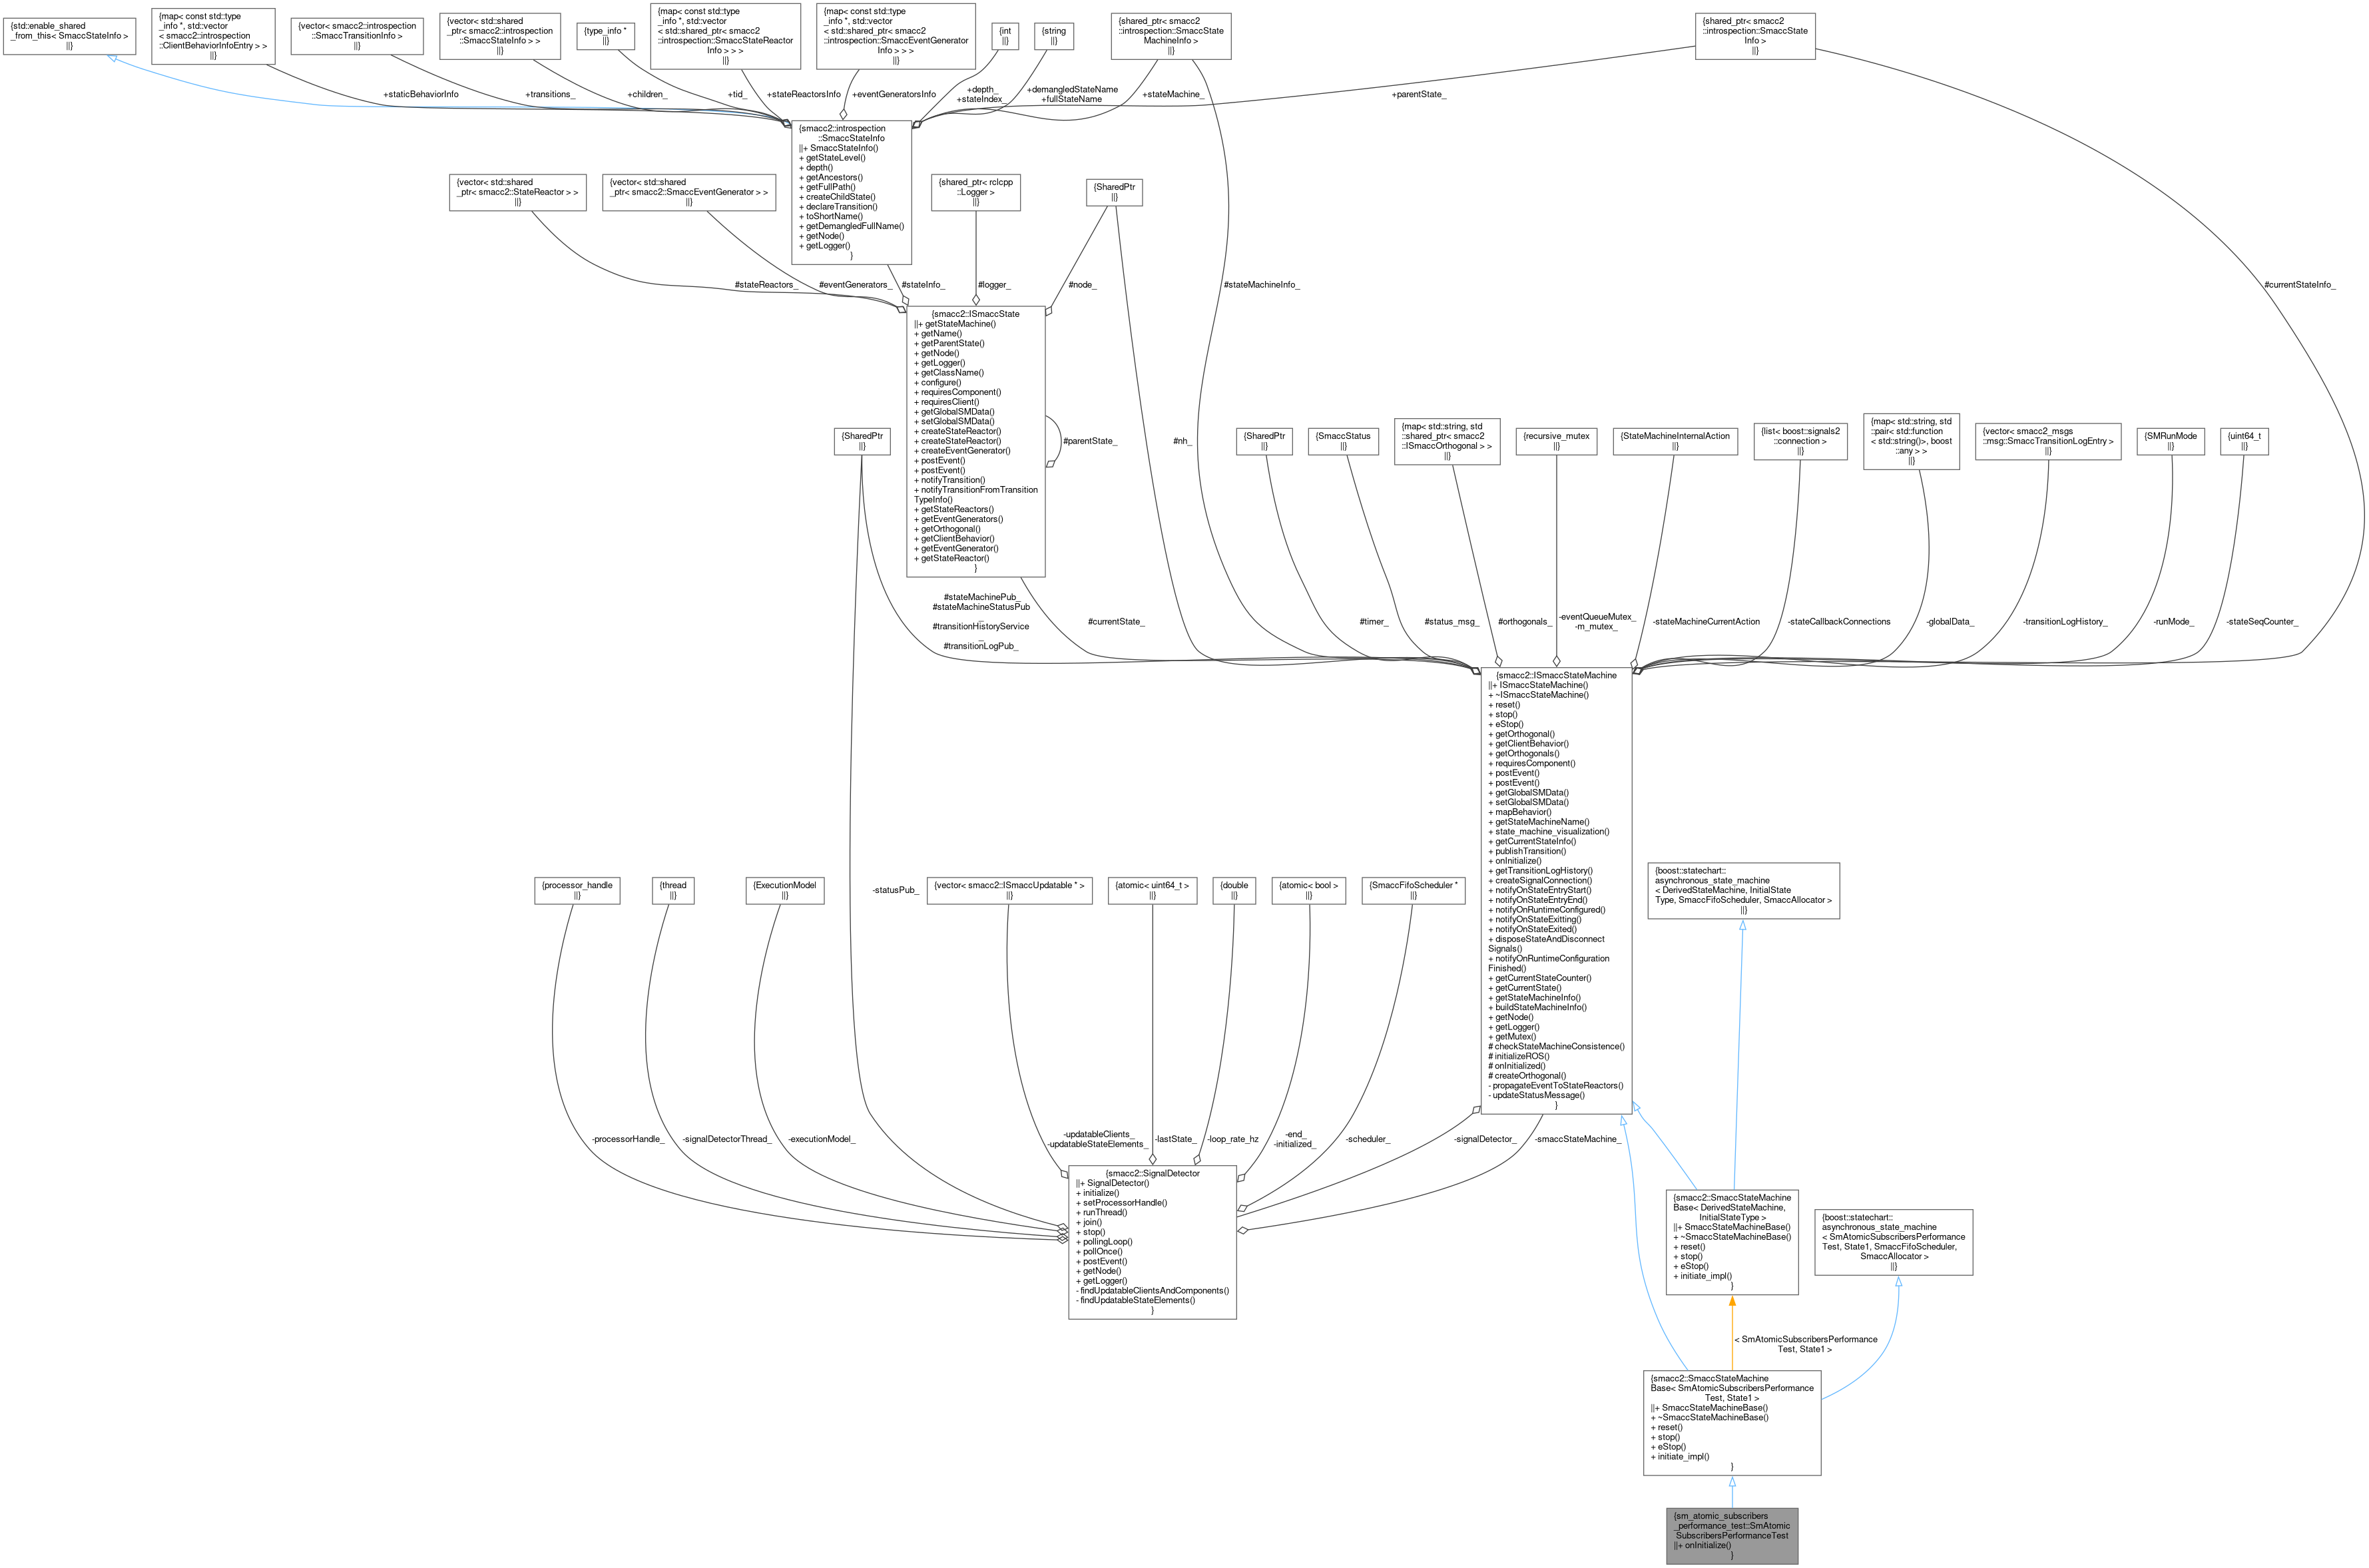 {std::enable_shared
_from_this< SmaccStateInfo >
||}
{map< const std::type
_info *, std::vector
< smacc2::introspection
::ClientBehaviorInfoEntry > >
||}
{vector< smacc2::introspection
::SmaccTransitionInfo >
||}
{vector< std::shared
_ptr< smacc2::introspection
::SmaccStateInfo > >
||}
{type_info *
||}
{map< const std::type
_info *, std::vector
< std::shared_ptr< smacc2
::introspection::SmaccStateReactor
Info > > >
||}
{map< const std::type
_info *, std::vector
< std::shared_ptr< smacc2
::introspection::SmaccEventGenerator
Info > > >
||}
{int
||}
{string
||}
{shared_ptr< smacc2
::introspection::SmaccState
MachineInfo >
||}
{shared_ptr< smacc2
::introspection::SmaccState
Info >
||}
+staticBehaviorInfo
+transitions_
+children_
+tid_
+stateReactorsInfo
+eventGeneratorsInfo
+depth_
+stateIndex_
+demangledStateName
+fullStateName
+stateMachine_
+parentState_
{smacc2::introspection
::SmaccStateInfo
||+ SmaccStateInfo()
+ getStateLevel()
+ depth()
+ getAncestors()
+ getFullPath()
+ createChildState()
+ declareTransition()
+ toShortName()
+ getDemangledFullName()
+ getNode()
+ getLogger()
}
{vector< std::shared
_ptr< smacc2::StateReactor > >
||}
{vector< std::shared
_ptr< smacc2::SmaccEventGenerator > >
||}
{shared_ptr< rclcpp
::Logger >
||}
{SharedPtr
||}
#stateReactors_
#eventGenerators_
#stateInfo_
#logger_
#node_
#stateMachineInfo_
#currentStateInfo_
{smacc2::ISmaccState
||+ getStateMachine()
+ getName()
+ getParentState()
+ getNode()
+ getLogger()
+ getClassName()
+ configure()
+ requiresComponent()
+ requiresClient()
+ getGlobalSMData()
+ setGlobalSMData()
+ createStateReactor()
+ createStateReactor()
+ createEventGenerator()
+ postEvent()
+ postEvent()
+ notifyTransition()
+ notifyTransitionFromTransition
TypeInfo()
+ getStateReactors()
+ getEventGenerators()
+ getOrthogonal()
+ getClientBehavior()
+ getEventGenerator()
+ getStateReactor()
}
#parentState_
#nh_
{SharedPtr
||}
{SharedPtr
||}
{SmaccStatus
||}
{map< std::string, std
::shared_ptr< smacc2
::ISmaccOrthogonal > >
||}
{recursive_mutex
||}
{StateMachineInternalAction
||}
{list< boost::signals2
::connection >
||}
{map< std::string, std
::pair< std::function
< std::string()>, boost
::any > >
||}
{vector< smacc2_msgs
::msg::SmaccTransitionLogEntry >
||}
{SMRunMode
||}
{uint64_t
||}
#stateMachinePub_
#stateMachineStatusPub
_
#transitionHistoryService
_
#transitionLogPub_
#currentState_
#timer_
#status_msg_
#orthogonals_
-eventQueueMutex_
-m_mutex_
-stateMachineCurrentAction
-stateCallbackConnections
-globalData_
-transitionLogHistory_
-runMode_
-stateSeqCounter_
{smacc2::ISmaccStateMachine
||+ ISmaccStateMachine()
+ ~ISmaccStateMachine()
+ reset()
+ stop()
+ eStop()
+ getOrthogonal()
+ getClientBehavior()
+ getOrthogonals()
+ requiresComponent()
+ postEvent()
+ postEvent()
+ getGlobalSMData()
+ setGlobalSMData()
+ mapBehavior()
+ getStateMachineName()
+ state_machine_visualization()
+ getCurrentStateInfo()
+ publishTransition()
+ onInitialize()
+ getTransitionLogHistory()
+ createSignalConnection()
+ notifyOnStateEntryStart()
+ notifyOnStateEntryEnd()
+ notifyOnRuntimeConfigured()
+ notifyOnStateExitting()
+ notifyOnStateExited()
+ disposeStateAndDisconnect
Signals()
+ notifyOnRuntimeConfiguration
Finished()
+ getCurrentStateCounter()
+ getCurrentState()
+ getStateMachineInfo()
+ buildStateMachineInfo()
+ getNode()
+ getLogger()
+ getMutex()
# checkStateMachineConsistence()
# initializeROS()
# onInitialized()
# createOrthogonal()
- propagateEventToStateReactors()
- updateStatusMessage()
}
{processor_handle
||}
{thread
||}
{ExecutionModel
||}
-statusPub_
{vector< smacc2::ISmaccUpdatable * >
||}
{atomic< uint64_t >
||}
{double
||}
{atomic< bool >
||}
{SmaccFifoScheduler *
||}
{boost::statechart::
asynchronous_state_machine
< DerivedStateMachine, InitialState
Type, SmaccFifoScheduler, SmaccAllocator >
||}
-processorHandle_
-signalDetectorThread_
-executionModel_
-updatableClients_
-updatableStateElements_
-lastState_
-loop_rate_hz
-end_
-initialized_
-scheduler_
-signalDetector_
-smaccStateMachine_
{smacc2::SignalDetector
||+ SignalDetector()
+ initialize()
+ setProcessorHandle()
+ runThread()
+ join()
+ stop()
+ pollingLoop()
+ pollOnce()
+ postEvent()
+ getNode()
+ getLogger()
- findUpdatableClientsAndComponents()
- findUpdatableStateElements()
}
{smacc2::SmaccStateMachine
Base< DerivedStateMachine,
InitialStateType >
||+ SmaccStateMachineBase()
+ ~SmaccStateMachineBase()
+ reset()
+ stop()
+ eStop()
+ initiate_impl()
}
{boost::statechart::
asynchronous_state_machine
< SmAtomicSubscribersPerformance
Test, State1, SmaccFifoScheduler,
SmaccAllocator >
||}
< SmAtomicSubscribersPerformance
Test, State1 >
{smacc2::SmaccStateMachine
Base< SmAtomicSubscribersPerformance
Test, State1 >
||+ SmaccStateMachineBase()
+ ~SmaccStateMachineBase()
+ reset()
+ stop()
+ eStop()
+ initiate_impl()
}
{sm_atomic_subscribers
_performance_test::SmAtomic
SubscribersPerformanceTest
||+ onInitialize()
}